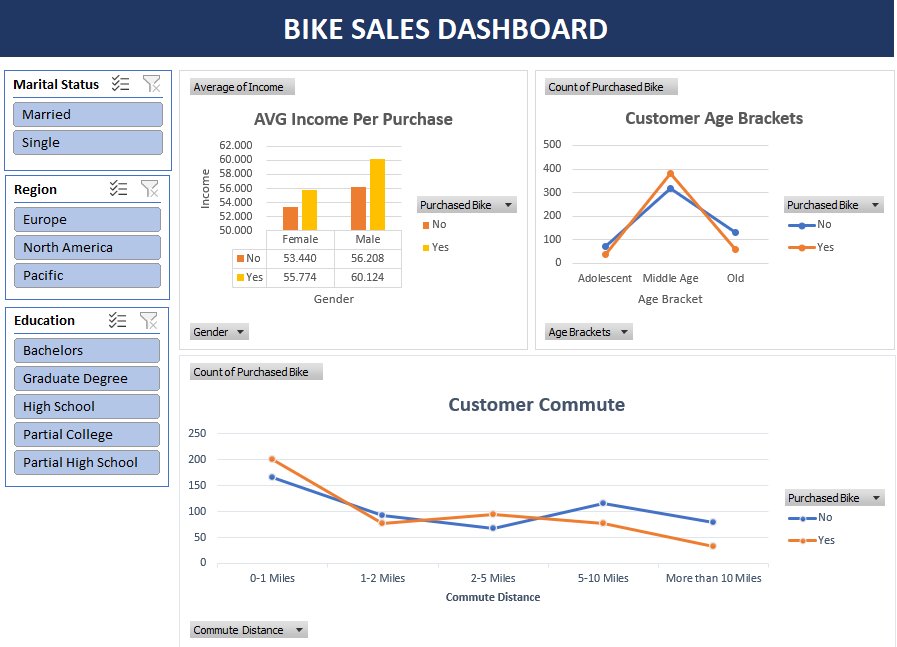 BIKE SALES DASHBOARD
Marital Status
Married
Single
Region
Europe
North America
Pacific
Education
Bachelors
Graduate Degree
High School
Partial College
Partial High School
Average of Income
AVG Income Per Purchase
62.000
60.000
58.000
56.000
54.000
52.000
50.000
Income
Female Male
No 53.440 56.208
Yes 55.774 60.124
Gender
Purchased Bike
No
Yes
Gender
Count of Purchased Bike
Customer Age Brackets
500
400
300
200
100
0
Adolescent Middle Age Old
Age Bracket
Purchased Bike
No
Yes
Age Brackets
Count of Purchased Bike
Customer Commute
250
200
150
100
50
0
0-1 Miles 1-2 Miles 2-5 Miles 5-10 Miles More than 10 Miles
Commute Distance
Purchased Bike
No
Yes
Commute Distance